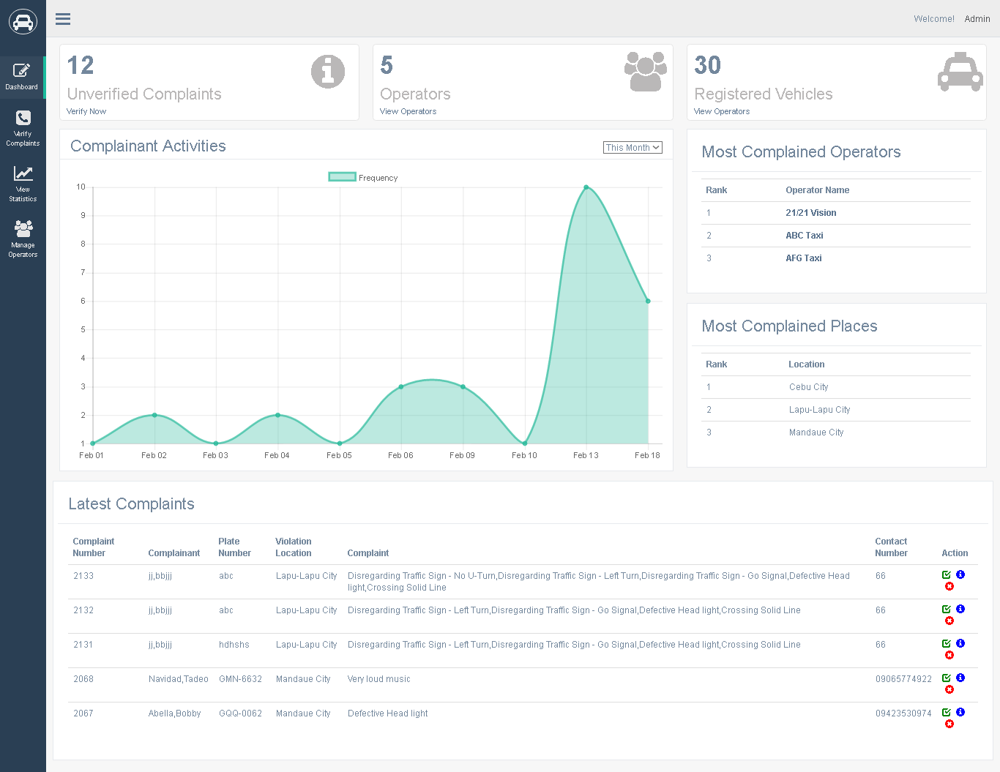 Welcome! Admin
Dashboard
Verify
Complaints
View
Statistics
Manage
Operators
12
Unverified Complaints
Verify Now
5
Operators
View Operators
30
Registered Vehicles
View Operators
Complainant Activities
This Month
Frequency
10
9
8
7
6
5
4
3
2
1
Feb 01 Feb 02 Feb 03 Feb 04 Feb 05 Feb 06 Feb 09 Feb 10 Feb 13 Feb 18
Most Complained Operators
Rank Operator Name
1 21/21 Vision
2 ABC Taxi
3 AFG Taxi
Most Complained Places
Rank Location
1 Cebu City
2 Lapu-Lapu City
3 Mandaue City
Latest Complaints
Complaint Number Complainant Plate Number Violation Location Complaint Contact Number Action
2133 jj,bbjjj abc Lapu-Lapu City Disregarding Traffic Sign - No U-Turn,Disregarding Traffic Sign - Left Turn,Disregarding Traffic Sign - Go Signal,Defective Head 66
light,Crossing Solid Line
2132 jj,bbjjj abc Lapu-Lapu City Disregarding Traffic Sign - Left Turn,Disregarding Traffic Sign - Go Signal,Defective Head light,Crossing Solid Line 66
2131 jj,bbjjj hdhshs Lapu-Lapu City Disregarding Traffic Sign - Left Turn,Disregarding Traffic Sign - Go Signal,Defective Head light,Crossing Solid Line 66
2068 Navidad,Tadeo GMN-6632 Mandaue City Very loud music 09065774922
2067 Abella,Bobby GQQ-0062 Mandaue City Defective Head light 09423530974